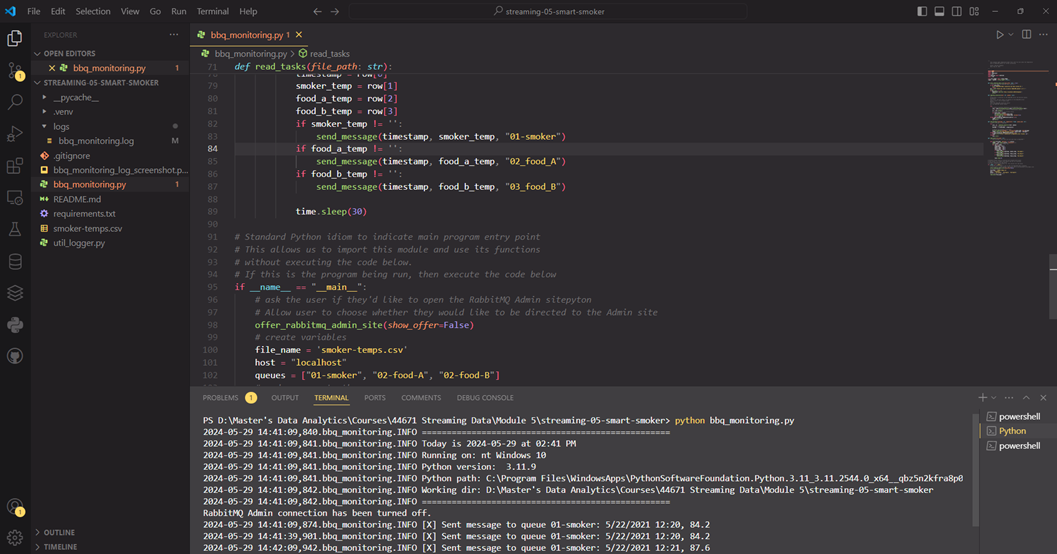 File Edit Selection View Go Run Terminal Help
streaming-05-smart-smoker
EXPLORER
OPEN EDITORS
bbq_monitoring.py 1
STREAMING-05-SMART-SMOKER
__pycache__
.venv
logs
bbq_monitoring.log M
.gitignore
bbq_monitoring_log_screenshot.p...
bbq_monitoring.py 1
README.md
requirements.txt
smoker-temps.csv
util_logger.py
OUTLINE
TIMELINE
1
1
bbq_monitoring.py 1
bbq_monitoring.py > read_tasks
71 def read_tasks(file_path: str):
78 timestamp = row[0]
79 smoker_temp = row[1]
80 food_a_temp = row[2]
81 food_b_temp = row[3]
82 if smoker_temp != '':
83 send_message(timestamp, smoker_temp, "01-smoker")
84 if food_a_temp != '':
85 send_message(timestamp, food_a_temp, "02_food_A")
86 if food_b_temp != '':
87 send_message(timestamp, food_b_temp, "03_food_B")
88
89 time.sleep(30)
90
91 # Standard Python idiom to indicate main program entry point
92 # This allows us to import this module and use its functions
93 # without executing the code below.
94 # If this is the program being run, then execute the code below
95 if __name__ == "__main__":
96 # ask the user if they'd like to open the RabbitMQ Admin sitepyton
97 # Allow user to choose whether they would like to be directed to the Admin site
98 offer_rabbitmq_admin_site(show_offer=False)
99 # create variables
100 file_name = 'smoker-temps.csv'
101 host = "localhost"
102 queues = ["01-smoker", "02-food-A", "02-food-B"]
PROBLEMS 1 OUTPUT TERMINAL PORTS COMMENTS DEBUG CONSOLE
PS D:\Master's Data Analytics\Courses\44671 Streaming Data\Module 5\streaming-05-smart-smoker> python bbq_monitoring.py
2024-05-29 14:41:09,840.bbq_monitoring.INFO ===============================================
2024-05-29 14:41:09,841.bbq_monitoring.INFO Today is 2024-05-29 at 02:41 PM
2024-05-29 14:41:09,841.bbq_monitoring.INFO Running on: nt Windows 10
2024-05-29 14:41:09,841.bbq_monitoring.INFO Python version: 3.11.9
2024-05-29 14:41:09,841.bbq_monitoring.INFO Python path: C:\Program Files\WindowsApps\PythonSoftwareFoundation.Python.3.11_3.11.2544.0_x64__qbz5n2kfra8p0
2024-05-29 14:41:09,842.bbq_monitoring.INFO Working dir: D:\Master's Data Analytics\Courses\44671 Streaming Data\Module 5\streaming-05-smart-smoker
2024-05-29 14:41:09,842.bbq_monitoring.INFO ===============================================
RabbitMQ Admin connection has been turned off.
2024-05-29 14:41:09,874.bbq_monitoring.INFO [X] Sent message to queue 01-smoker: 5/22/2021 12:20, 84.2
2024-05-29 14:41:39,901.bbq_monitoring.INFO [X] Sent message to queue 01-smoker: 5/22/2021 12:20, 84.2
2024-05-29 14:42:09,942.bbq_monitoring.INFO [X] Sent message to queue 01-smoker: 5/22/2021 12:21, 87.6
powershell
Python
powershell